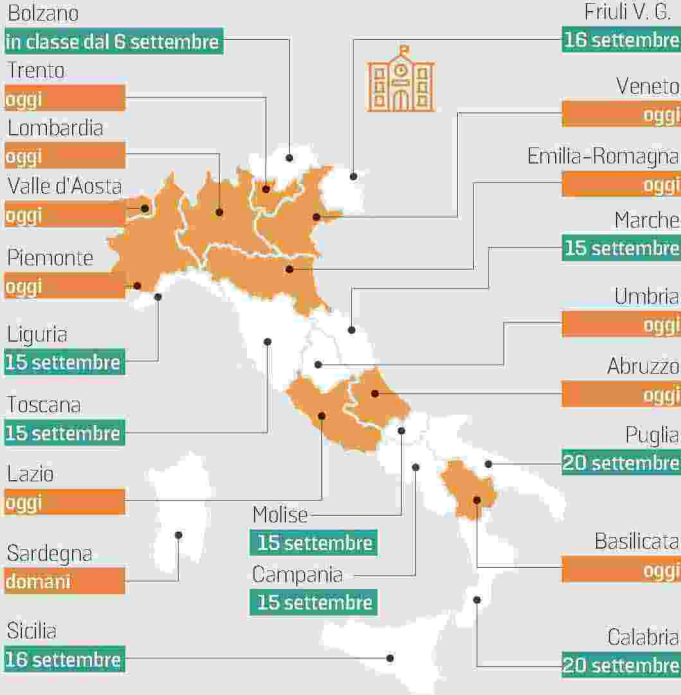 Bolzano
in classe dal 6 settembre
Trento
oggi
Lombardia
oggi
Valle d'Aosta
oggi
Piemonte
oggi
Liguria
15 settembre
Toscana
15 settembre
Lazio
oggi
Sardegna
domani
Sicilia
16 settembre
Molise
15 settembre
Campania
15 settembre
Friuli V. G.
16 settembre
Veneto
oggi
Emilia-Romagna
oggi
Marche
15 settembre
Umbria
oggi
Abruzzo
oggi
Puglia
20 settembre
Basilicata
oggi
Calabria
20 settembre